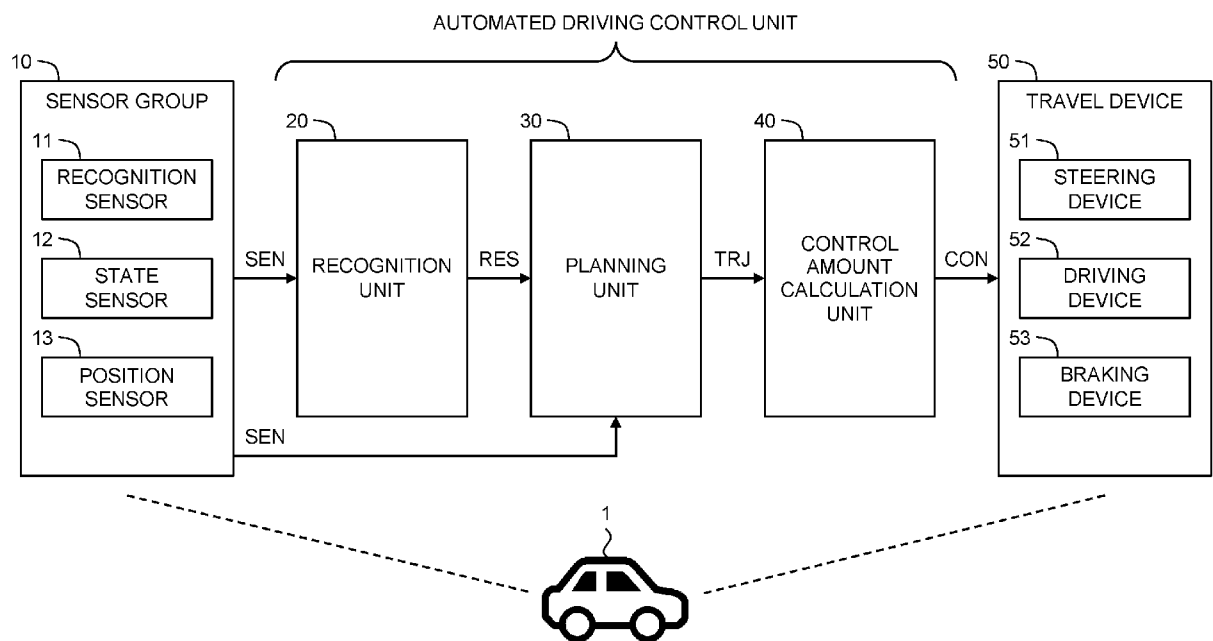 AUTOMATED DRIVING CONTROL UNIT
10
SENSOR GROUP
11
RECOGNITION
SENSOR
12
STATE
SENSOR
13
POSITION
SENSOR
SEN
SEN
20
RECOGNITION
UNIT
RES
30
PLANNING
UNIT
TRJ
40
CONTROL
AMOUNT
CALCULATION
UNIT
CON
50
TRAVEL DEVICE
51
STEERING
DEVICE
52
DRIVING
DEVICE
53
BRAKING
DEVICE
1